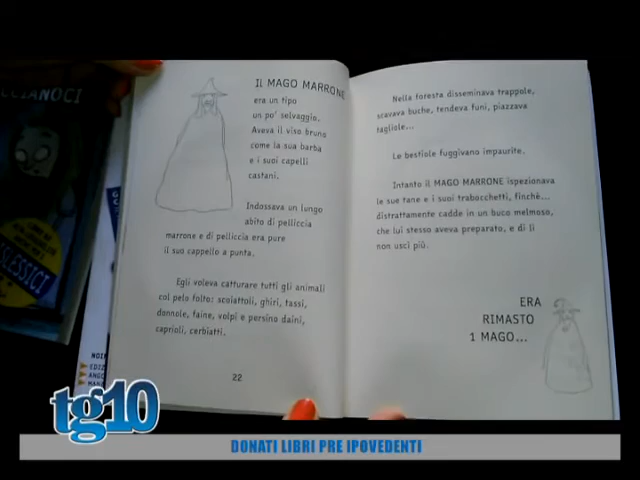 CCIANOCI
SLESSICI
IL MAGO MARRONE
era un tipo
un po' selvaggio.
Aveva il viso bruno
come la sua barba
e i suoi capelli
castani.
Indossava un lungo
abito di pelliccia
marrone e di pelliccia era pure
il suo cappello a punta.
Egli voleva catturare tutti gli animali
col pelo folto: scoiattoli, ghiri, tassi,
donnole, faine, volpi e persino daini,
caprioli, cerbiatti.
22
Nella foresta disseminava trappole,
scavava buche, tendeva funi, piazzava
tagliole...
Le bestiole fuggivano impaurite.
Intanto il MAGO MARRONE ispezionava
le sue tane e i suoi trabocchetti, finchè...
distrattamente cadde in un buco melmoso,
che lui stesso aveva preparato, e di lì
non uscì più.
ERA
RIMASTO
1 MAGO...
tg10
DONATI LIBRI PRE IPOVEDENTI